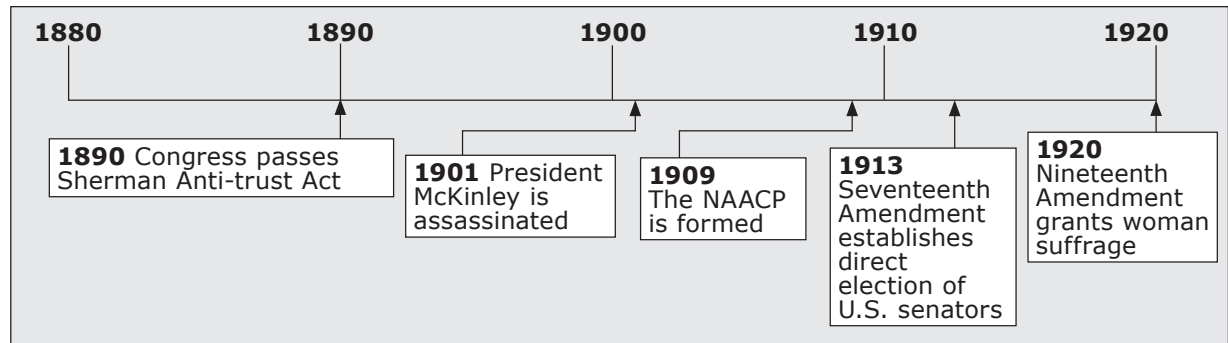 1880 1890 1900 1910 1920
1890 Congress passes
Sherman Anti-trust Act
1901 President
McKinley is
assassinated
1909
The NAACP
is formed
1913
Seventeenth
Amendment
establishes
direct
election of
U.S. senators
1920
Nineteenth
Amendment
grants woman
suffrage